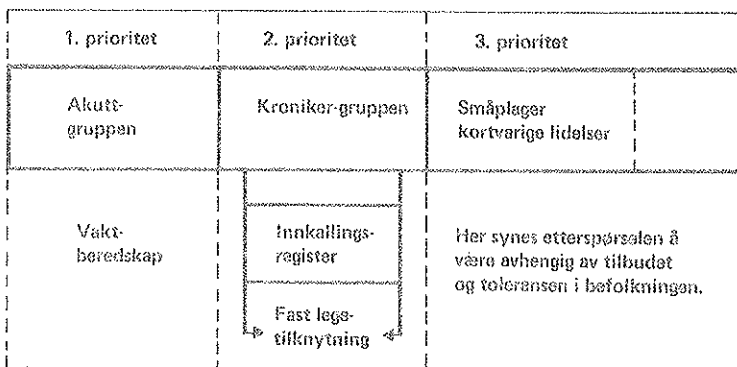 1. prioritet
2. prioritet
3. prioritet
Akutt-
gruppen
Kroniker-gruppen
Småplager
kortvarige lidelser
Vakt-
beredskap
Innkallings-
register
Fast lege-
tilknytning
Her synes etterspørselen å
være avhengig av tilbudet
og toleransen i befolkningen.